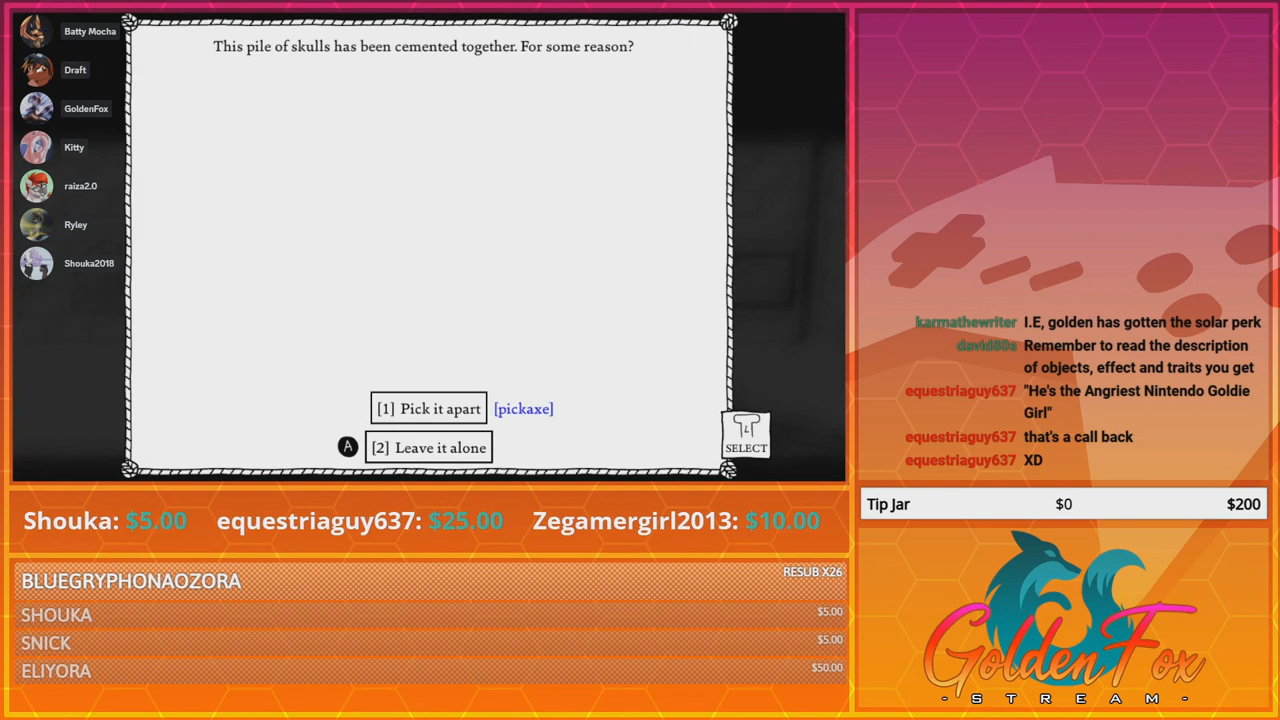 Batty Mocha
Draft
GoldenFox
Kitty
raiza2.0
Ryley
Shouka2018
This pile of skulls has been cemented together. For some reason?
[1] Pick it apart [pickaxe]
A [2] Leave it alone
SELECT
karmathewriter I.E, golden has gotten the solar perk
david80s Remember to read the description
of objects, effect and traits you get
equestriaguy637 "He's the Angriest Nintendo Goldie
Girl"
equestriaguy637 that's a call back
equestriaguy637 XD
Tip Jar $0 $200
Shouka: $5.00 equestriaguy637: $25.00 Zegamergirl2013: $10.00
BLUEGRYPHONAOZORA RESUB X26
SHOUKA $5.00
SNICK $5.00
ELIYORA $50.00
GoldenFox
- STREAM -